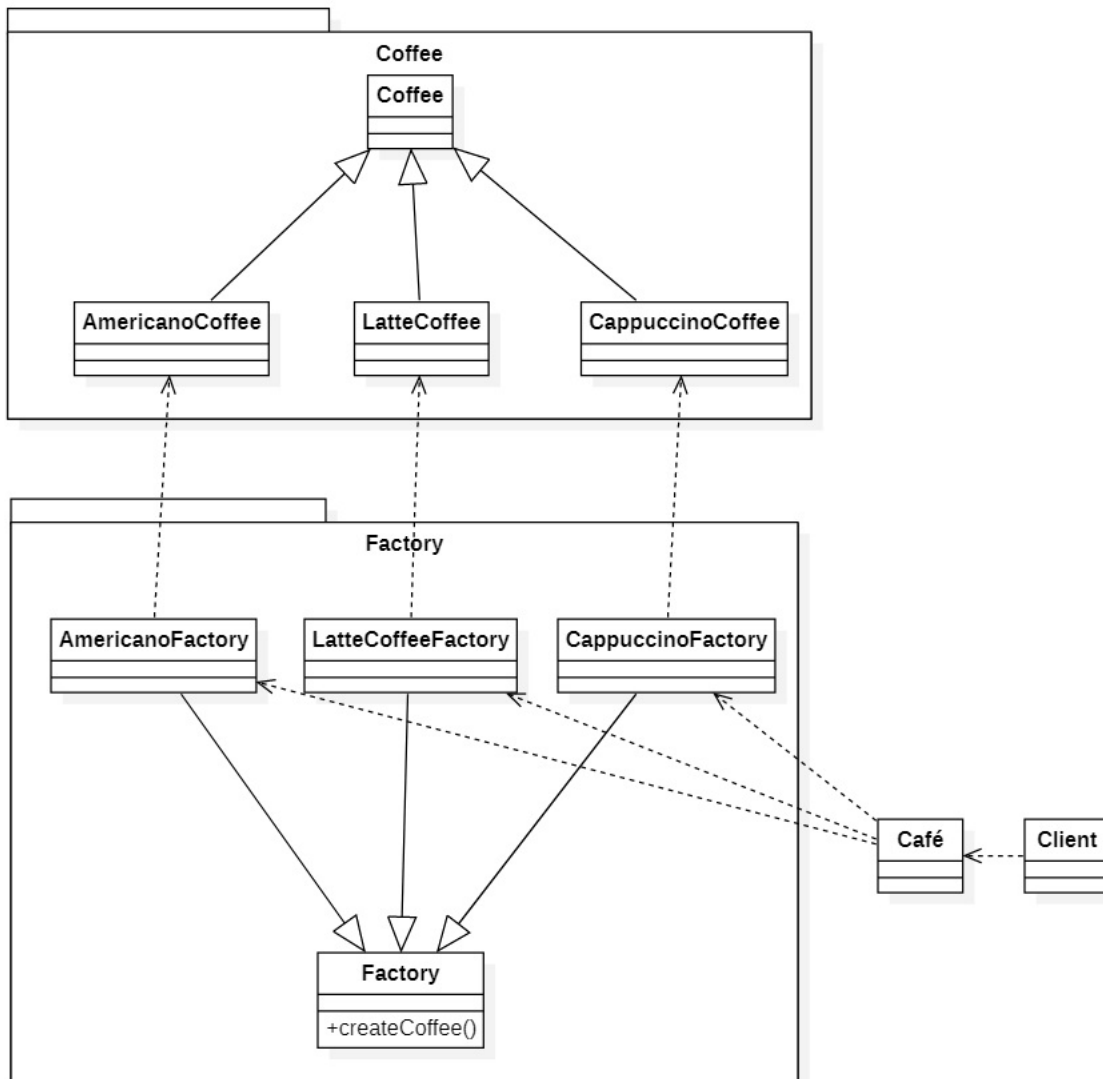 Coffee
Coffee
AmericanoCoffee
LatteCoffee
CappuccinoCoffee
Factory
AmericanoFactory
LatteCoffeeFactory
CappuccinoFactory
Café
Client
Factory
+createCoffee()